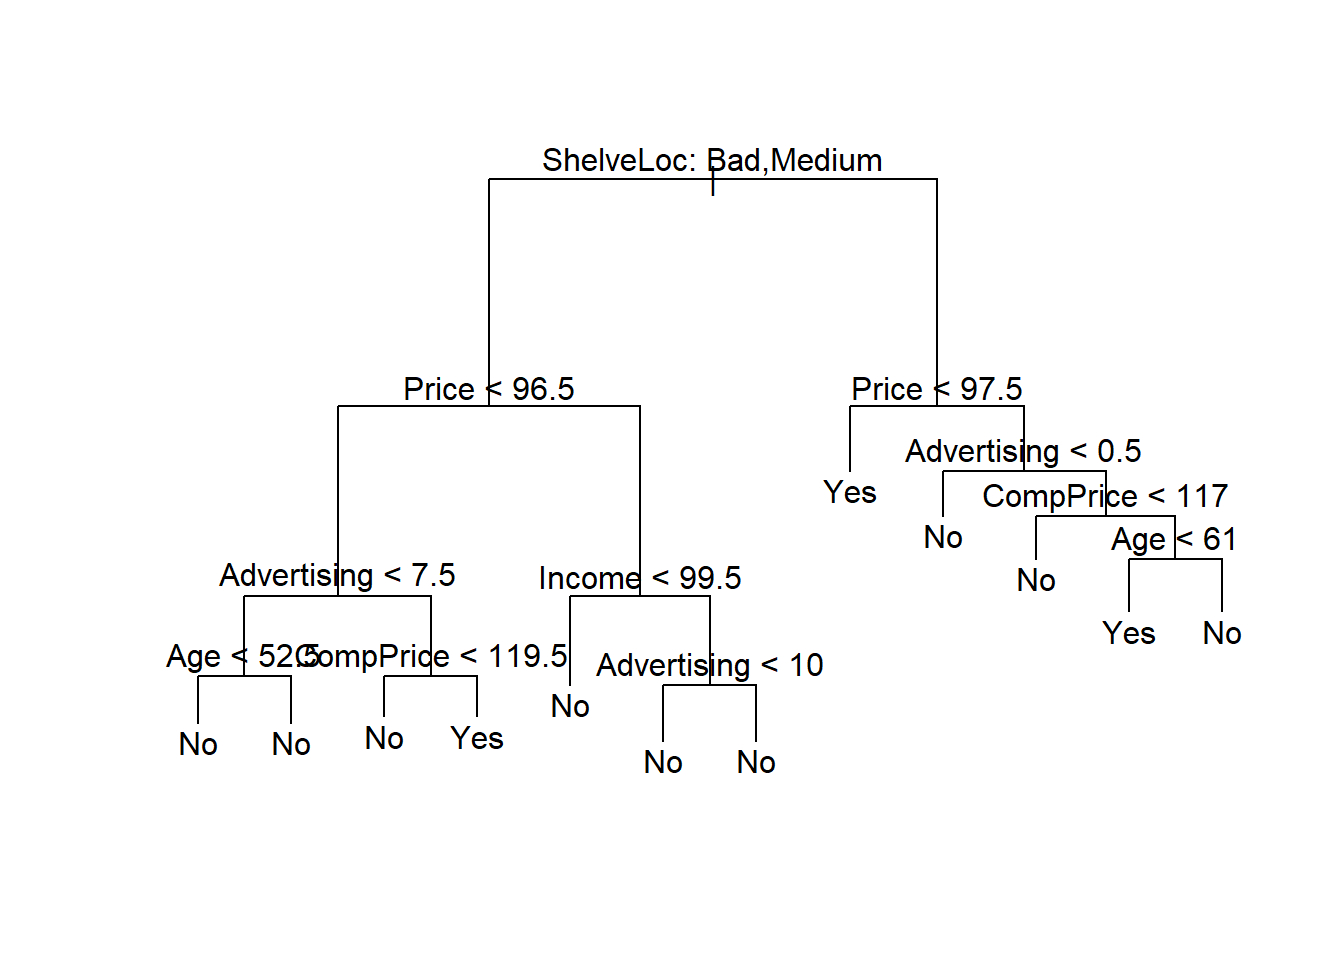 ShelveLoc: Bad,Medium
Price < 96.5
Price < 97.5
Advertising < 0.5
Yes
CompPrice < 117
No
Age < 61
Advertising < 7.5
Income < 99.5
No
Yes
No
Age < 52.5
CompPrice < 119.5
Advertising < 10
No
No
No
No
Yes
No
No